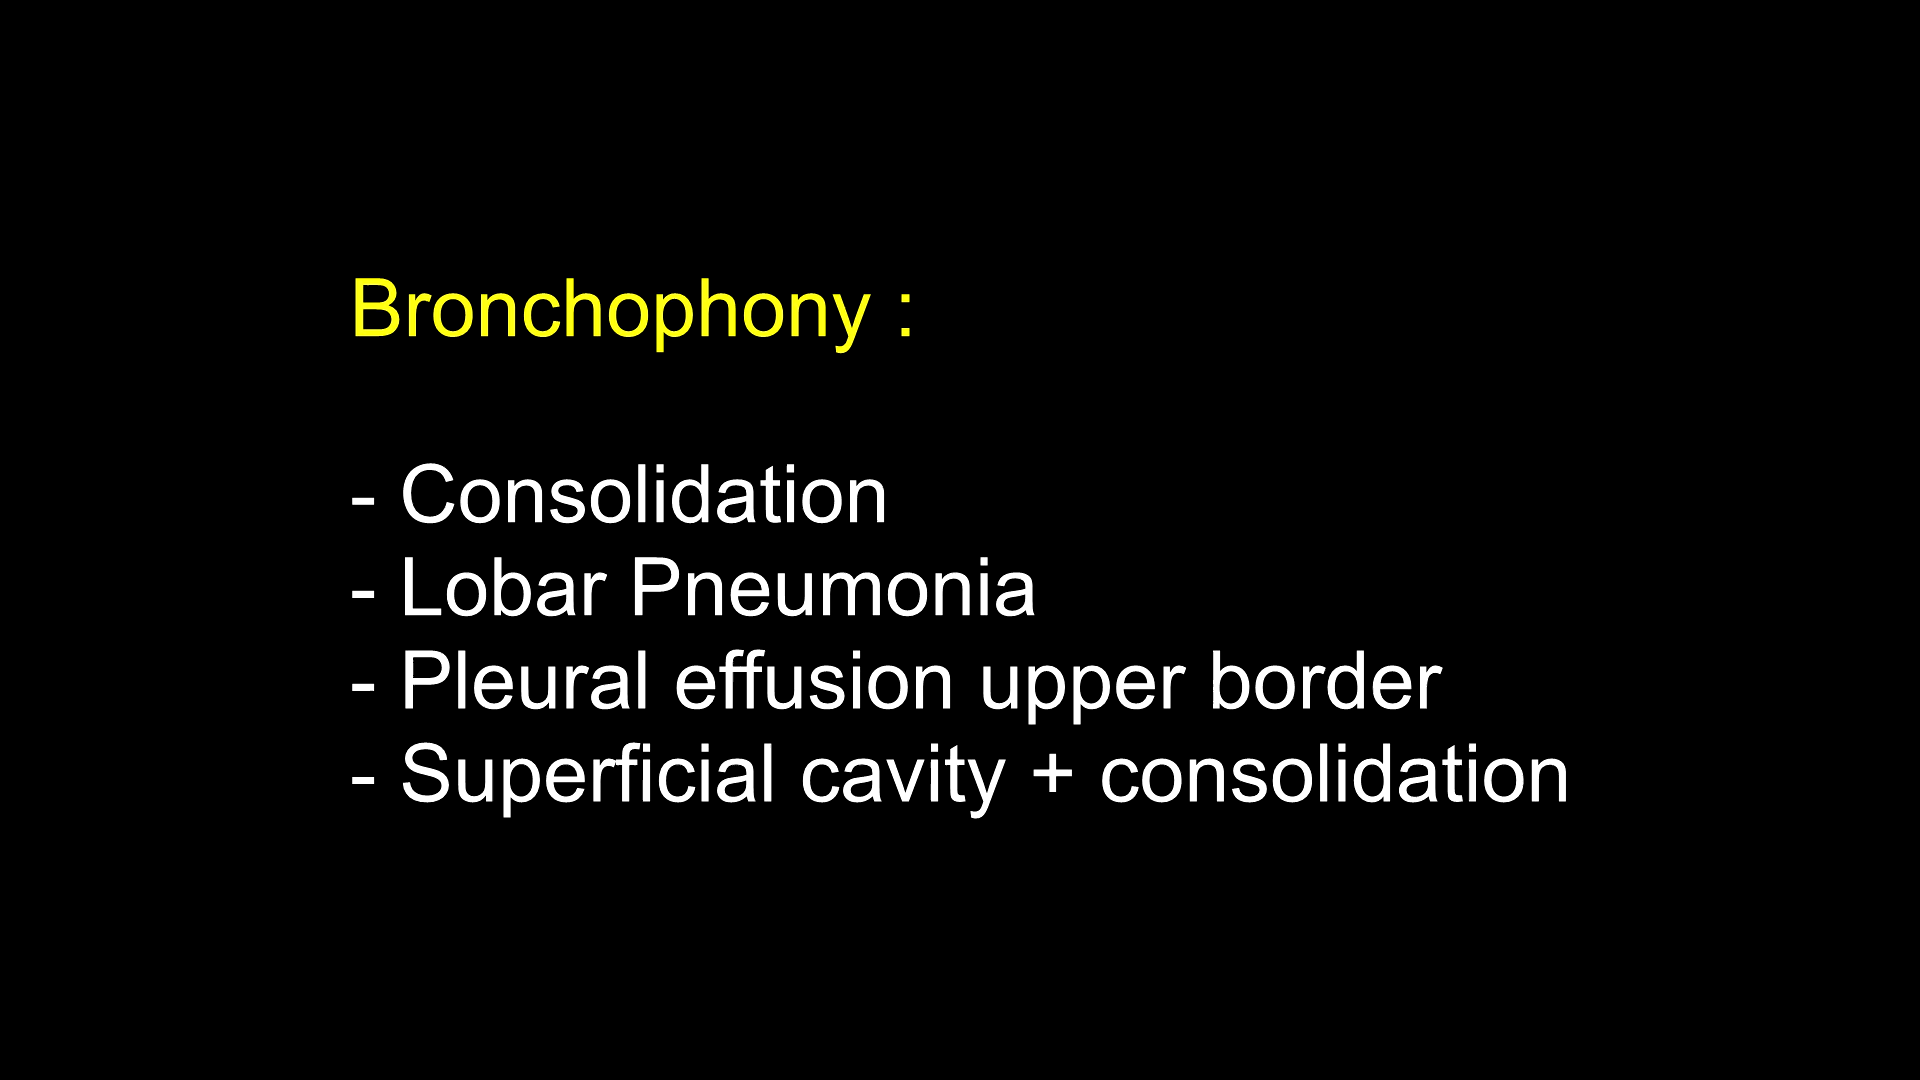 Bronchophony :
- Consolidation
- Lobar Pneumonia
- Pleural effusion upper border
- Superficial cavity + consolidation